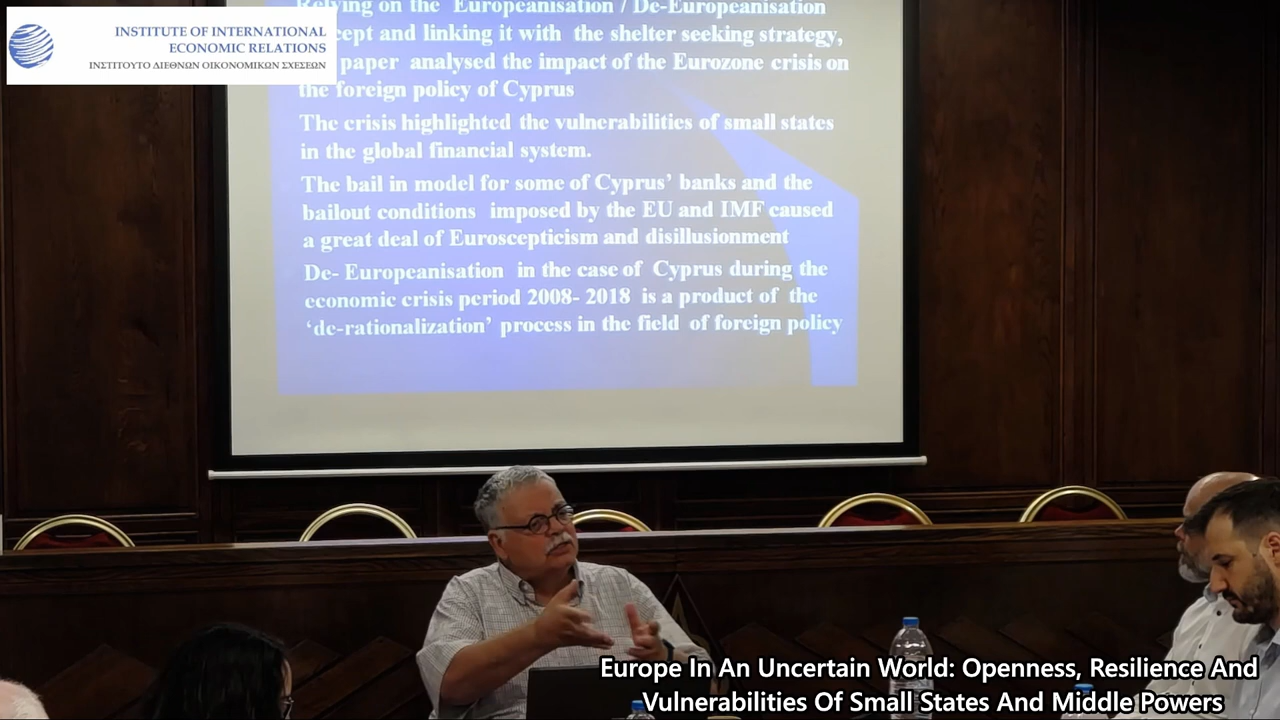 INSTITUTE OF INTERNATIONAL
ECONOMIC RELATIONS
ΙΝΣΤΙΤΟΥΤΟ ΔΙΕΘΝΩΝ ΟΙΚΟΝΟΜΙΚΩΝ ΣΧΕΣΕΩΝ
Relying on the Europeanisation / De-Europeanisation
and linking it with the shelter seeking strategy,
paper analysed the impact of the Eurozone crisis on
the foreign policy of Cyprus
The crisis highlighted the vulnerabilities of small states
in the global financial system.
The bail in model for some of Cyprus’ banks and the
bailout conditions imposed by the EU and IMF caused
a great deal of Euroscepticism and disillusionment
De- Europeanisation in the case of Cyprus during the
economic crisis period 2008- 2018 is a product of the
‘de-rationalization’ process in the field of foreign policy
Europe In An Uncertain World: Openness, Resilience And
Vulnerabilities Of Small States And Middle Powers